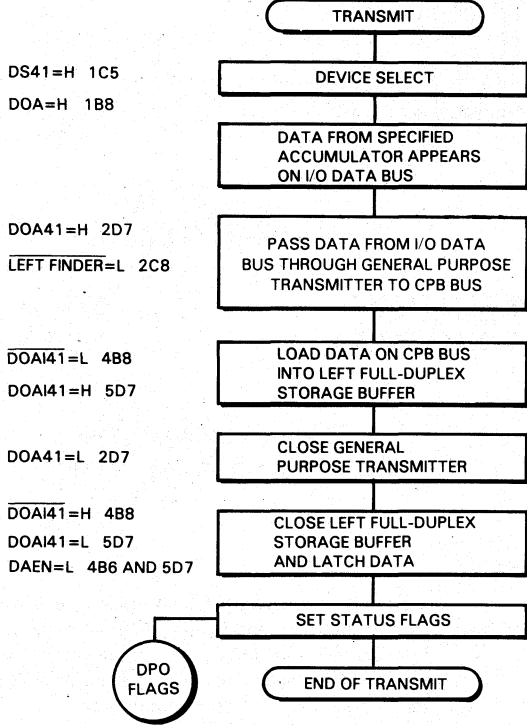 TRANSMIT
DS41=H 1C5
DEVICE SELECT
DOA=H 1B8
DATA FROM SPECIFIED
ACCUMULATOR APPEARS
ON I/O DATA BUS
DOA41=H 2D7
LEFT FINDER=L 2C8
PASS DATA FROM I/O DATA
BUS THROUGH GENERAL PURPOSE
TRANSMITTER TO CPB BUS
DOAI41=L 4B8
DOAI41=H 5D7
LOAD DATA ON CPB BUS
INTO LEFT FULL-DUPLEX
STORAGE BUFFER
DOA41=L 2D7
CLOSE GENERAL
PURPOSE TRANSMITTER
DOAI41=H 4B8
DOAI41=L 5D7
DAEN=L 4B6 AND 5D7
CLOSE LEFT FULL-DUPLEX
STORAGE BUFFER
AND LATCH DATA
SET STATUS FLAGS
DPO
FLAGS
END OF TRANSMIT